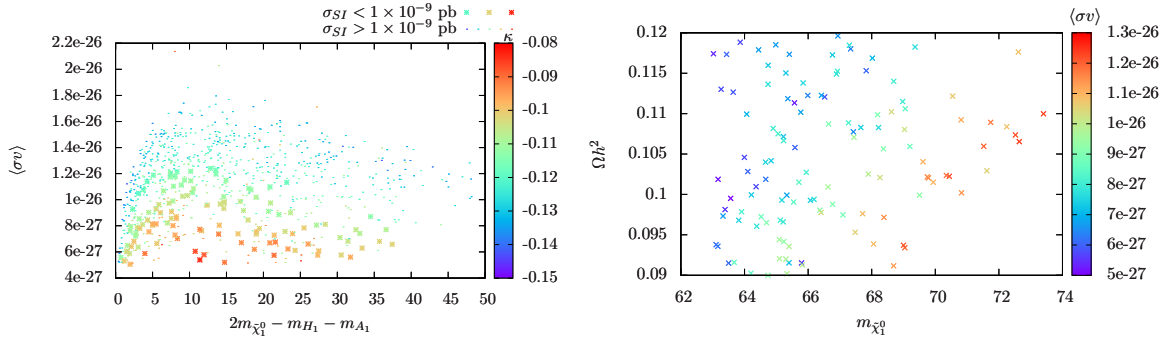 σ_SI < 1 × 10⁻⁹ pb
σ_SI > 1 × 10⁻⁹ pb
κ
2.2e-26
2e-26
1.8e-26
1.6e-26
1.4e-26
1.2e-26
1e-26
8e-27
6e-27
4e-27
⟨σv⟩
0 5 10 15 20 25 30 35 40 45 50
2m_χ̃₁⁰ − m_H₁ − m_A₁
-0.08
-0.09
-0.1
-0.11
-0.12
-0.13
-0.14
-0.15
⟨σv⟩
0.12
0.115
0.11
0.105
0.1
0.095
0.09
Ωh²
62 64 66 68 70 72 74
m_χ̃₁⁰
1.3e-26
1.2e-26
1.1e-26
1e-26
9e-27
8e-27
7e-27
6e-27
5e-27